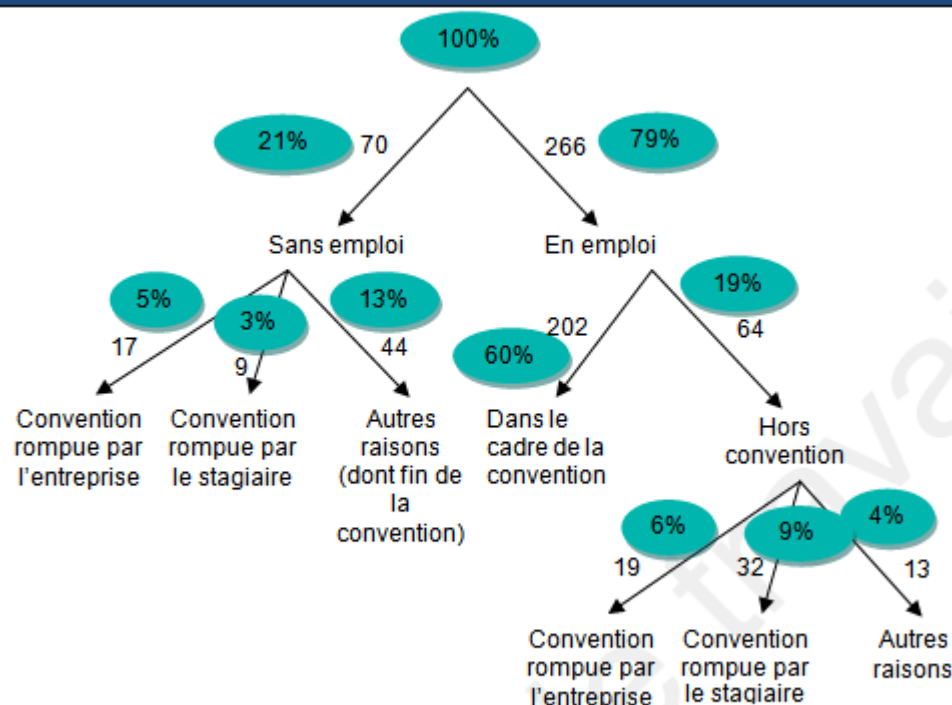 100%
21% 70 266 79%
Sans emploi En emploi
5% 3% 13% 19%
17 9 44 60% 202 64
Convention Convention Autres Dans le Hors
rompue par rompue par raisons cadre de la convention
l'entreprise le stagiaire (dont fin de convention
la
convention)
6% 9% 4%
19 32 13
Convention Convention Autres
rompue par rompue par raisons
l'entreprise le stagiaire